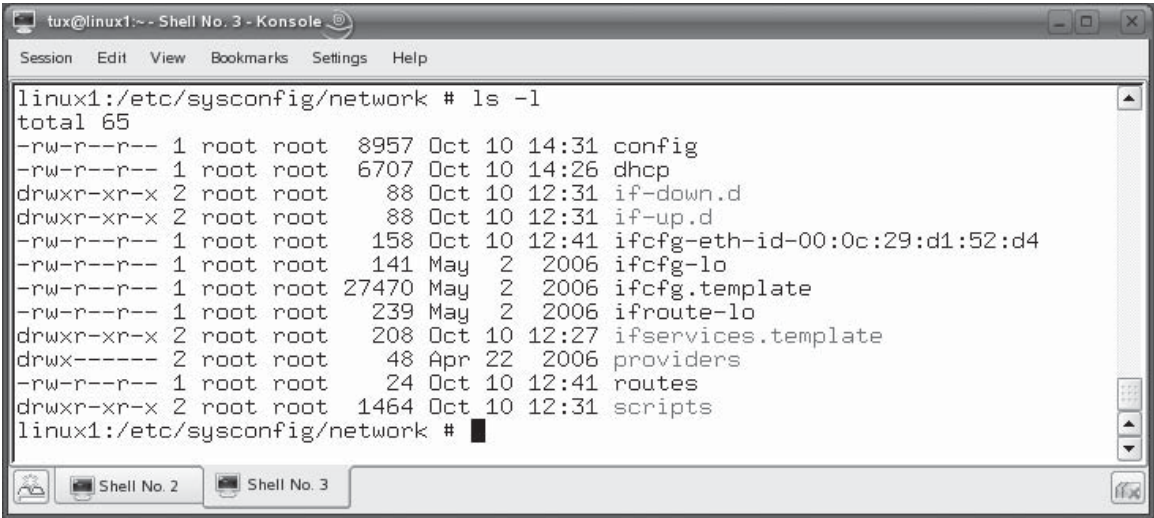 tux@linux1:~ - Shell No. 3 - Konsole
Session Edit View Bookmarks Settings Help
linux1:/etc/sysconfig/network # ls -l
total 65
-rw-r--r-- 1 root root  8957 Oct 10 14:31 config
-rw-r--r-- 1 root root  6707 Oct 10 14:26 dhcp
drwxr-xr-x 2 root root    88 Oct 10 12:31 if-down.d
drwxr-xr-x 2 root root    88 Oct 10 12:31 if-up.d
-rw-r--r-- 1 root root   158 Oct 10 12:41 ifcfg-eth-id-00:0c:29:d1:52:d4
-rw-r--r-- 1 root root   141 May  2  2006 ifcfg-lo
-rw-r--r-- 1 root root 27470 May  2  2006 ifcfg.template
-rw-r--r-- 1 root root   239 May  2  2006 ifroute-lo
drwxr-xr-x 2 root root   208 Oct 10 12:27 ifservices.template
drwx------ 2 root root    48 Apr 22  2006 providers
-rw-r--r-- 1 root root    24 Oct 10 12:41 routes
drwxr-xr-x 2 root root  1464 Oct 10 12:31 scripts
linux1:/etc/sysconfig/network #
Shell No. 2 Shell No. 3